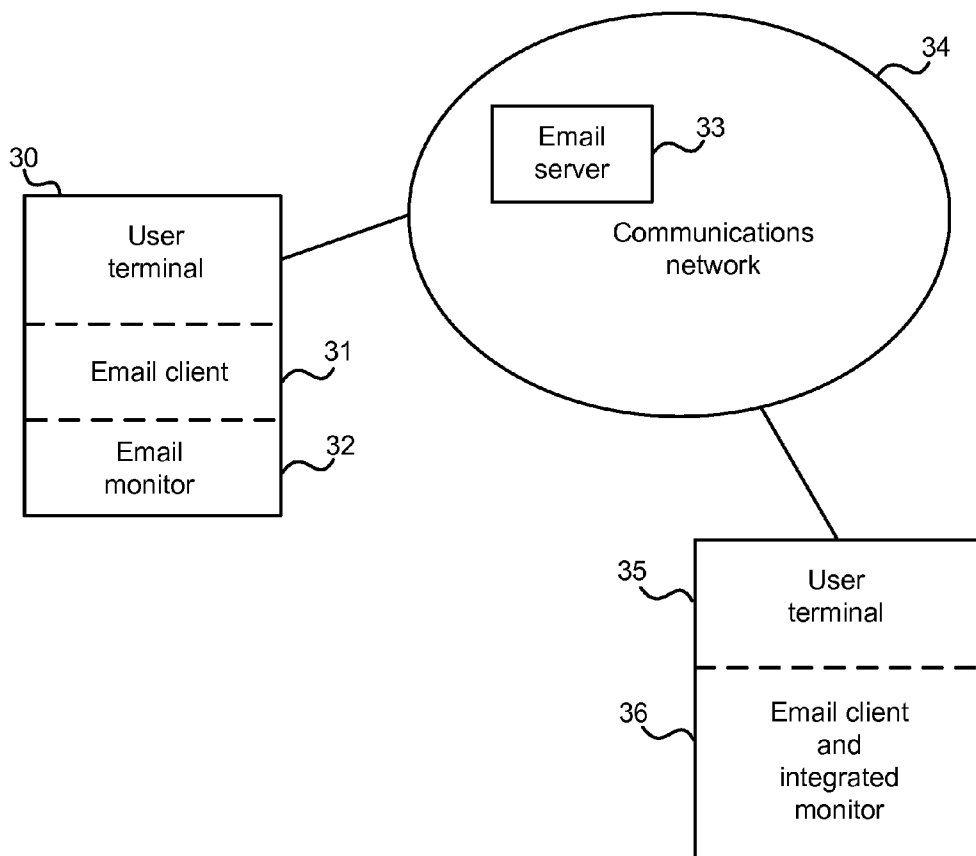 34
33
Email
server
Communications
network
30
User
terminal
Email client
31
Email
monitor
32
35
User
terminal
36
Email client
and
integrated
monitor